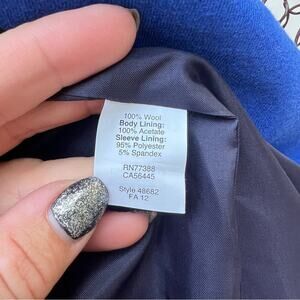 100% Wool
Body Lining:
100% Acetate
Sleeve Lining:
95% Polyester
5% Spandex
RN77388
CA56445
Style 48682
FA 12